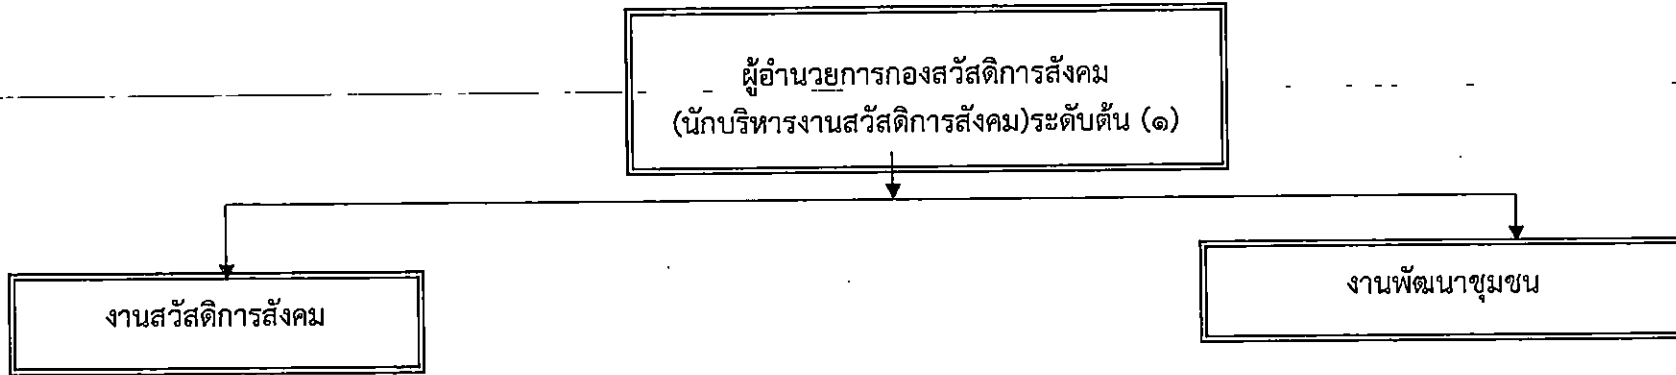 ผู้อำนวยการกองสวัสดิการสังคม
(นักบริหารงานสวัสดิการสังคม)ระดับต้น (๑)
งานสวัสดิการสังคม
งานพัฒนาชุมชน